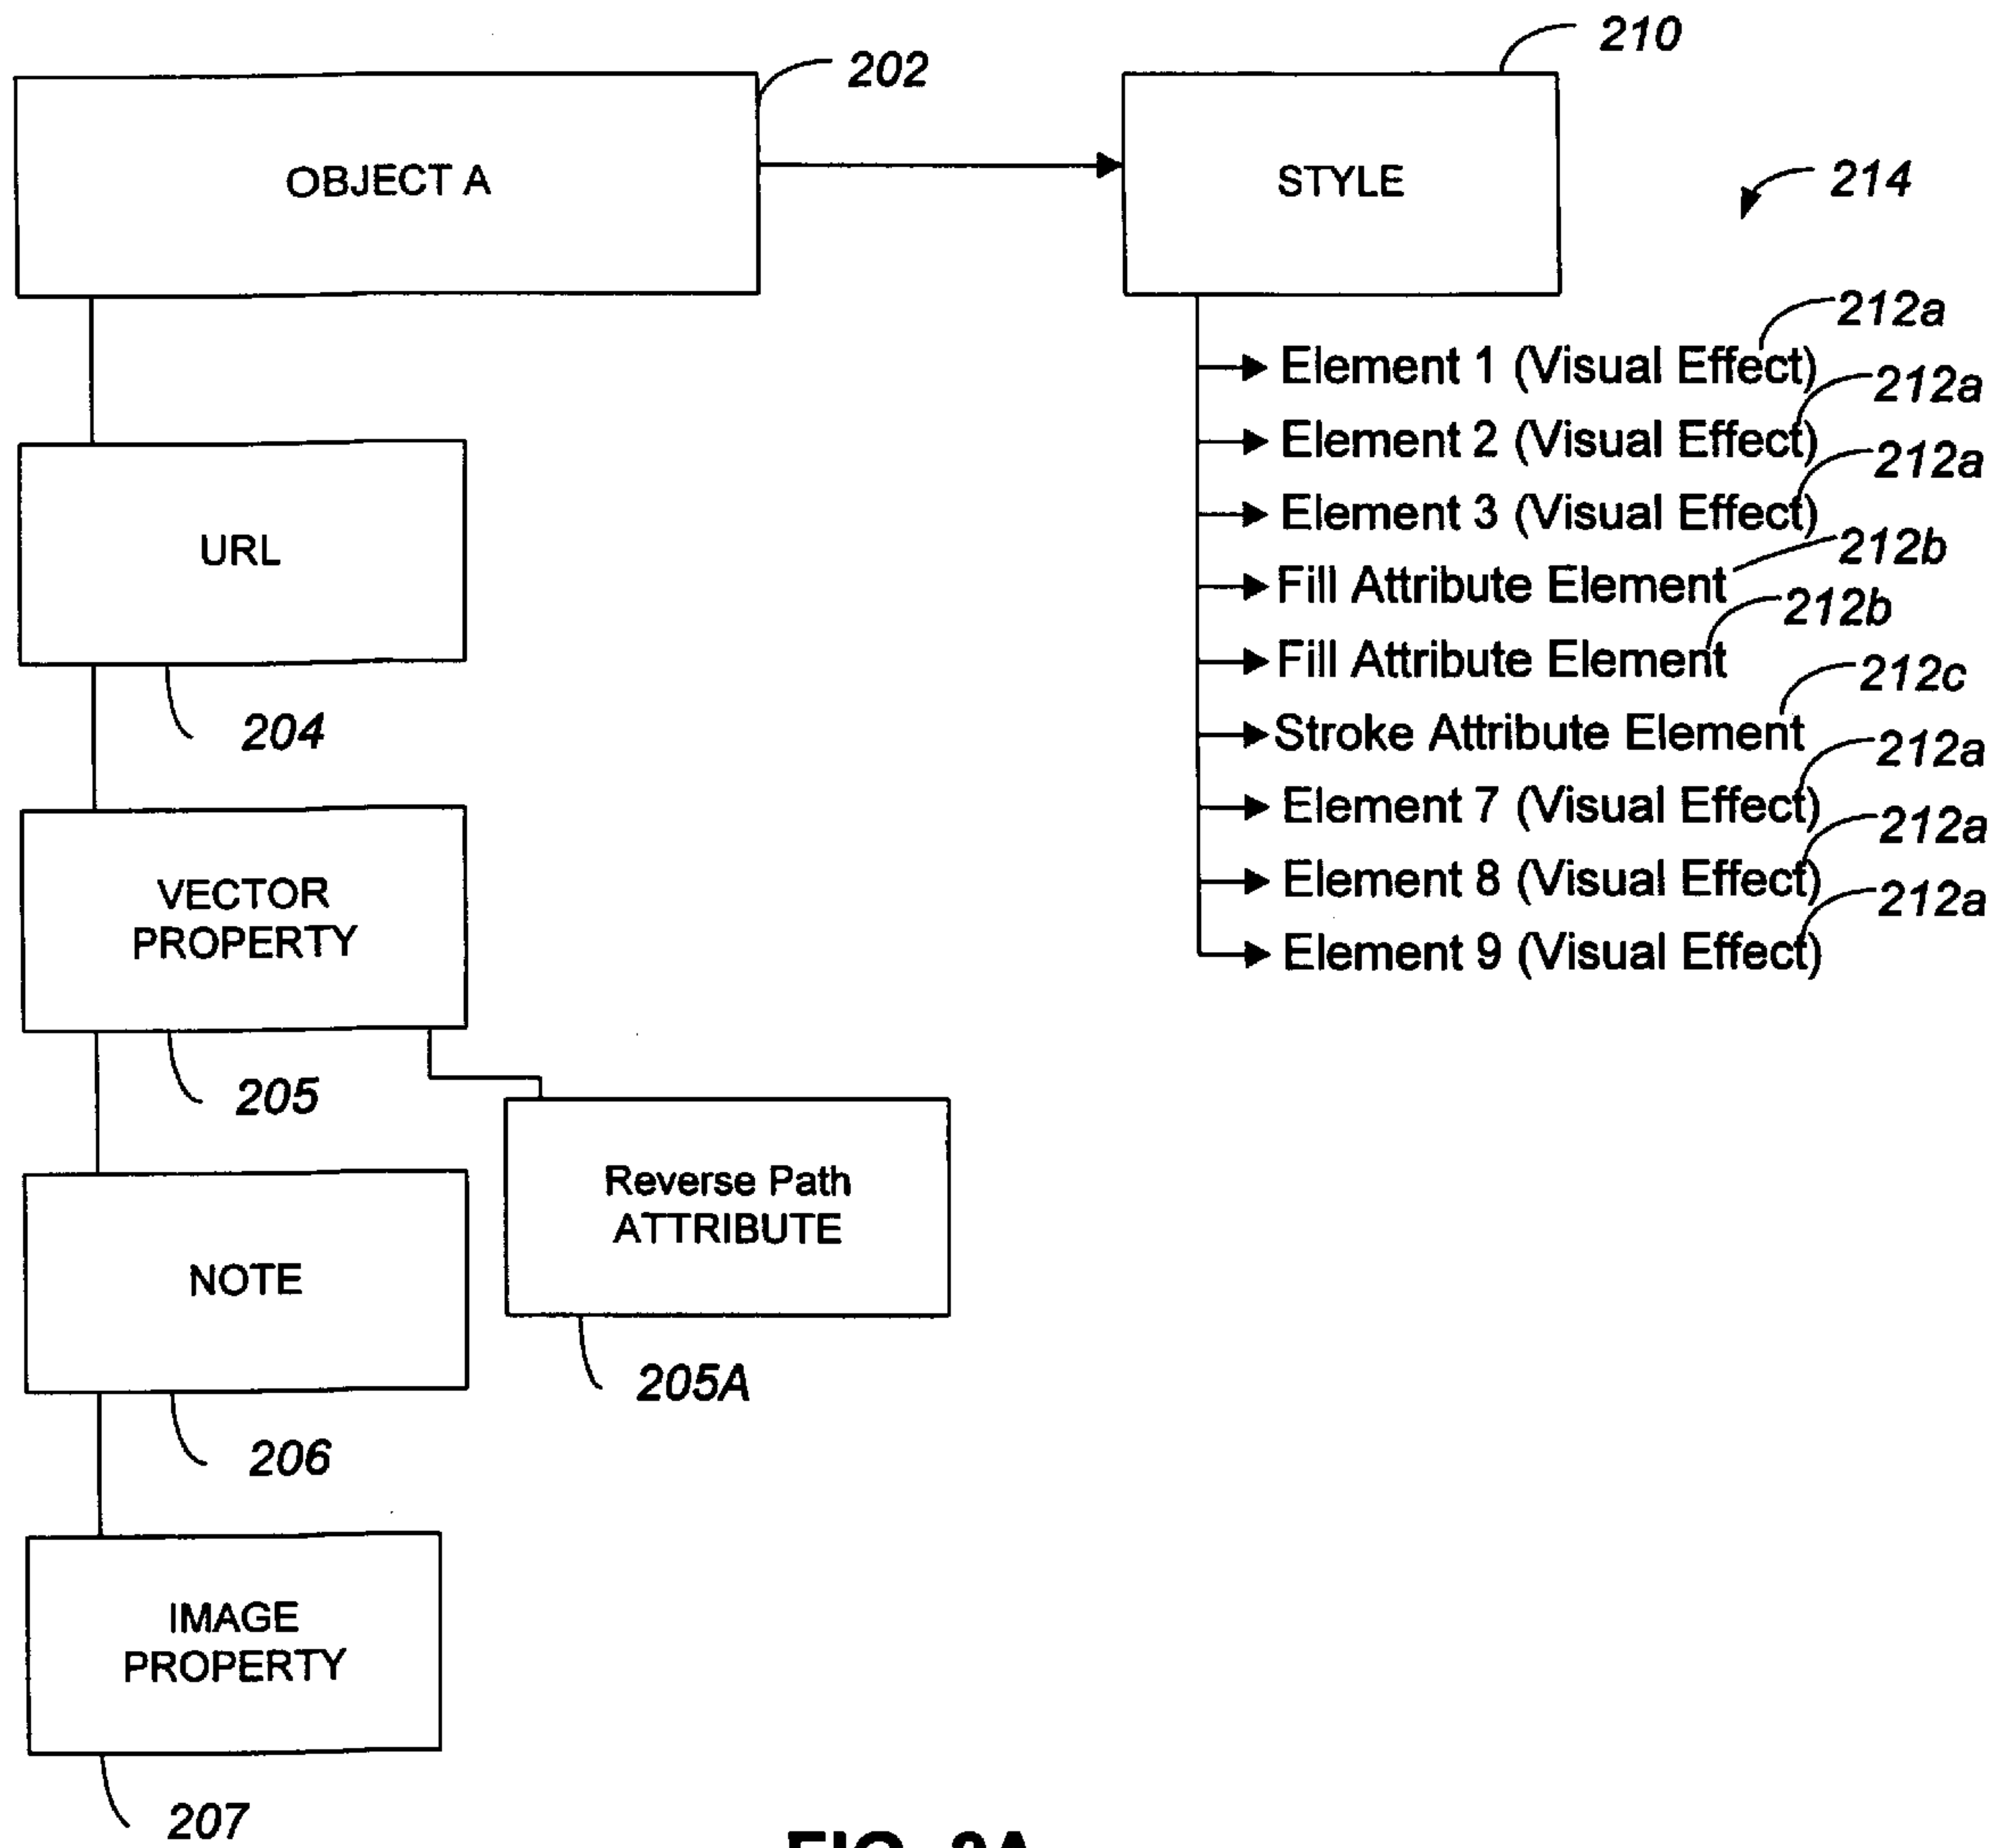 210
202
OBJECT A
STYLE
214
212a
Element 1 (Visual Effect)
212a
Element 2 (Visual Effect)
212a
Element 3 (Visual Effect)
212b
Fill Attribute Element
212b
Fill Attribute Element
212c
Stroke Attribute Element
212a
Element 7 (Visual Effect)
212a
Element 8 (Visual Effect)
212a
Element 9 (Visual Effect)
URL
204
VECTOR
PROPERTY
205
Reverse Path
ATTRIBUTE
205A
NOTE
206
IMAGE
PROPERTY
207